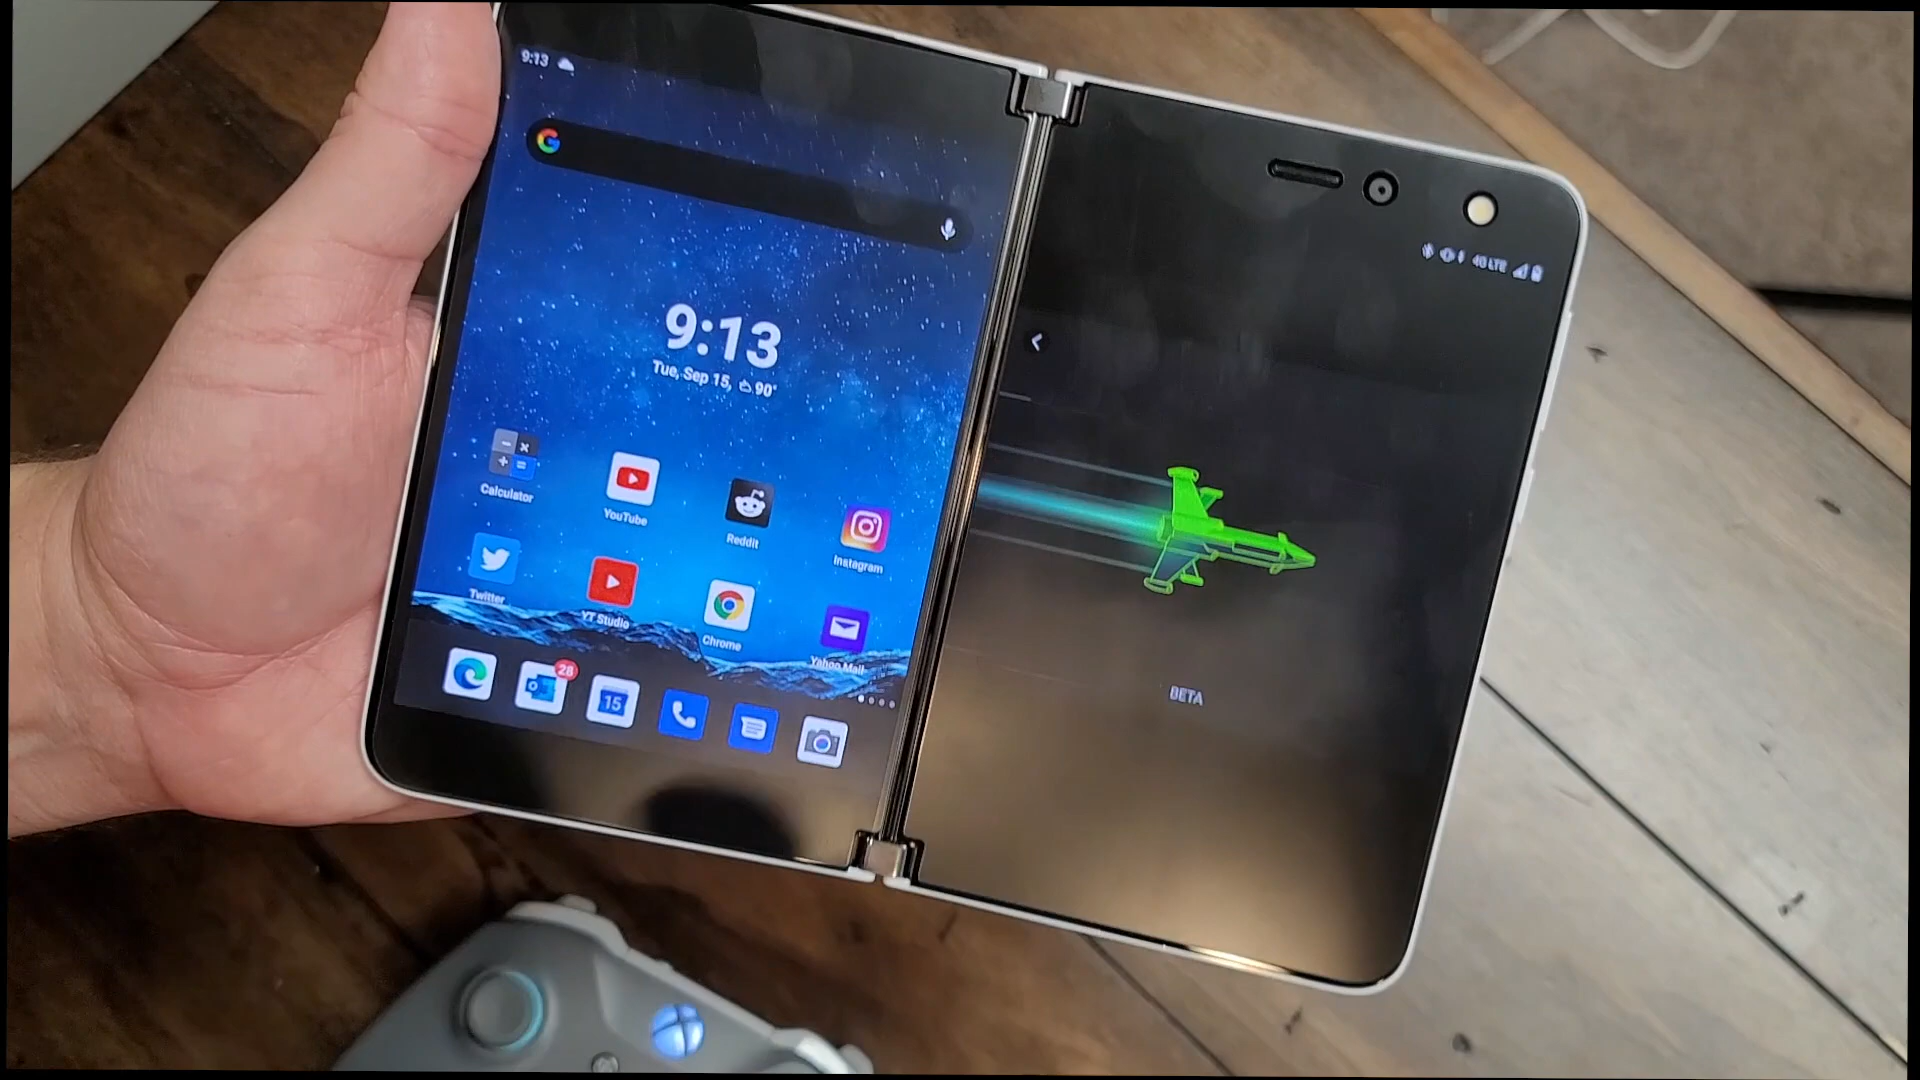 9:13
4G LTE
9:13
Tue, Sep 15, 90°
Calculator
YouTube
Reddit
Instagram
Twitter
YT Studio
Chrome
Yahoo Mail
28
15
BETA